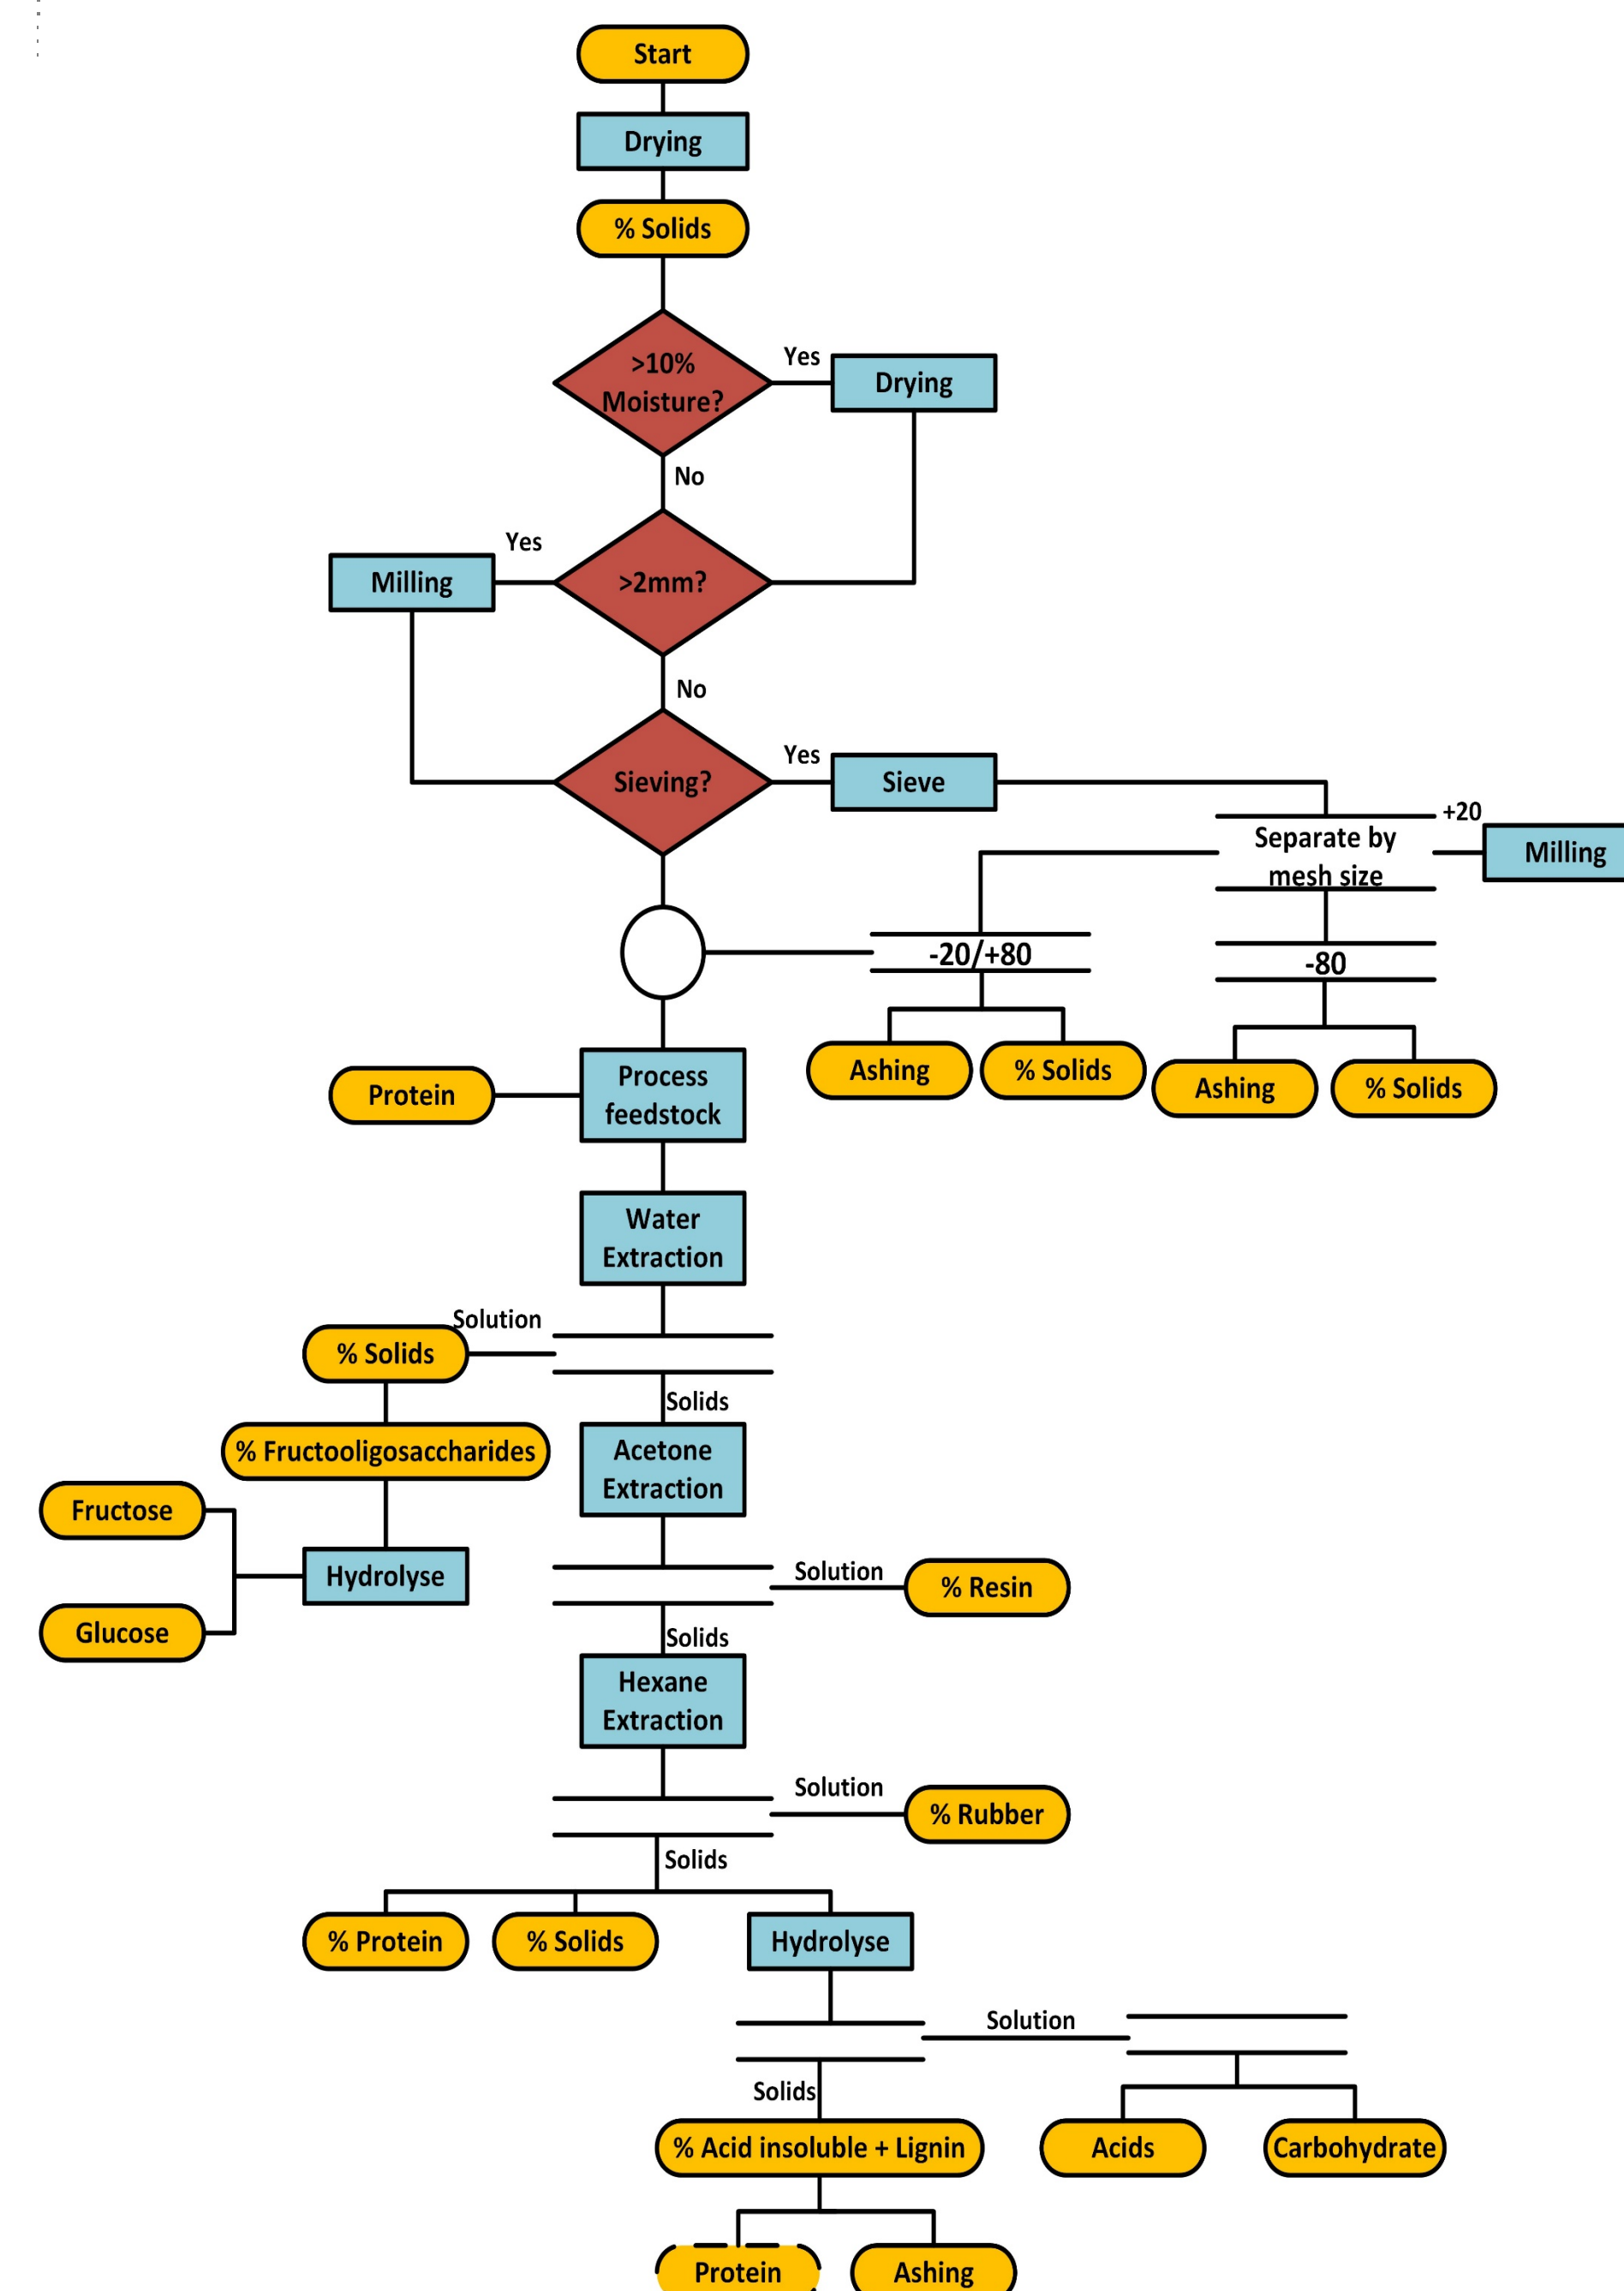 Start
Drying
% Solids
>10%
Moisture?
Yes
Drying
No
Yes
Milling
>2mm?
No
Sieving?
Yes
Sieve
+20
Separate by
mesh size
Milling
-20/+80
-80
Ashing
% Solids
Ashing
% Solids
Process
feedstock
Protein
Water
Extraction
Solution
% Solids
Solids
% Fructooligosaccharides
Acetone
Extraction
Fructose
Hydrolyse
Glucose
Solution
% Resin
Solids
Hexane
Extraction
Solution
% Rubber
Solids
% Protein
% Solids
Hydrolyse
Solution
Solids
% Acid insoluble + Lignin
Acids
Carbohydrate
Protein
Ashing